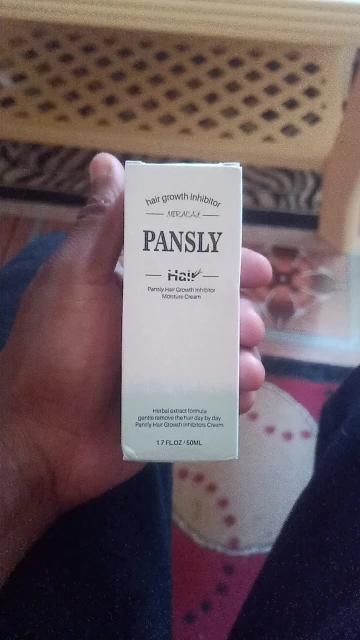 hair growth inhibitor
PANSLY
Hair
Pansly Hair Growth Inhibitor
Moisture Cream
Herbal extract formula
gentle remove the hair day by day
Pansly Hair Growth Inhibitors Cream
1.7 FL.OZ / 50ML